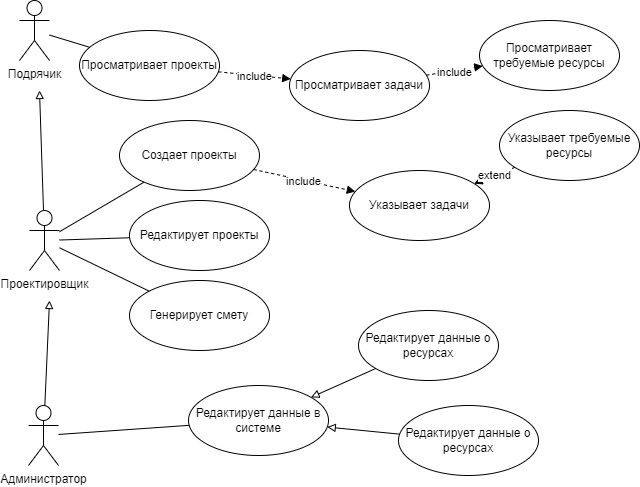 Подрячик
Просматривает проекты
include
Просматривает задачи
include
Просматривает
требуемые ресурсы
Создает проекты
include
Указывает задачи
extend
Указывает требуемые
ресурсы
Редактирует проекты
Проектировщик
Генерирует смету
Редактирует данные о
ресурсах
Редактирует данные в
системе
Редактирует данные о
ресурсах
Администратор